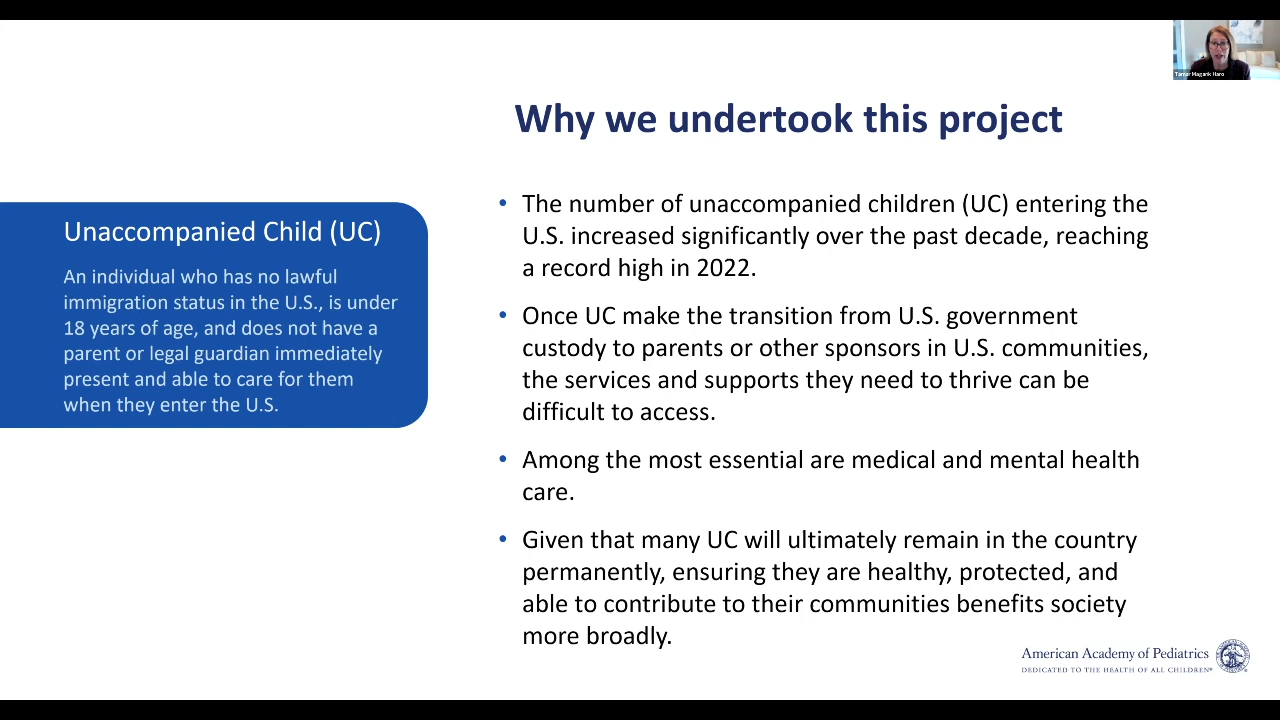 Tamar Magarik Haro
Why we undertook this project
Unaccompanied Child (UC)
An individual who has no lawful
immigration status in the U.S., is under
18 years of age, and does not have a
parent or legal guardian immediately
present and able to care for them
when they enter the U.S.
• The number of unaccompanied children (UC) entering the
U.S. increased significantly over the past decade, reaching
a record high in 2022.
• Once UC make the transition from U.S. government
custody to parents or other sponsors in U.S. communities,
the services and supports they need to thrive can be
difficult to access.
• Among the most essential are medical and mental health
care.
• Given that many UC will ultimately remain in the country
permanently, ensuring they are healthy, protected, and
able to contribute to their communities benefits society
more broadly.
American Academy of Pediatrics
DEDICATED TO THE HEALTH OF ALL CHILDREN®